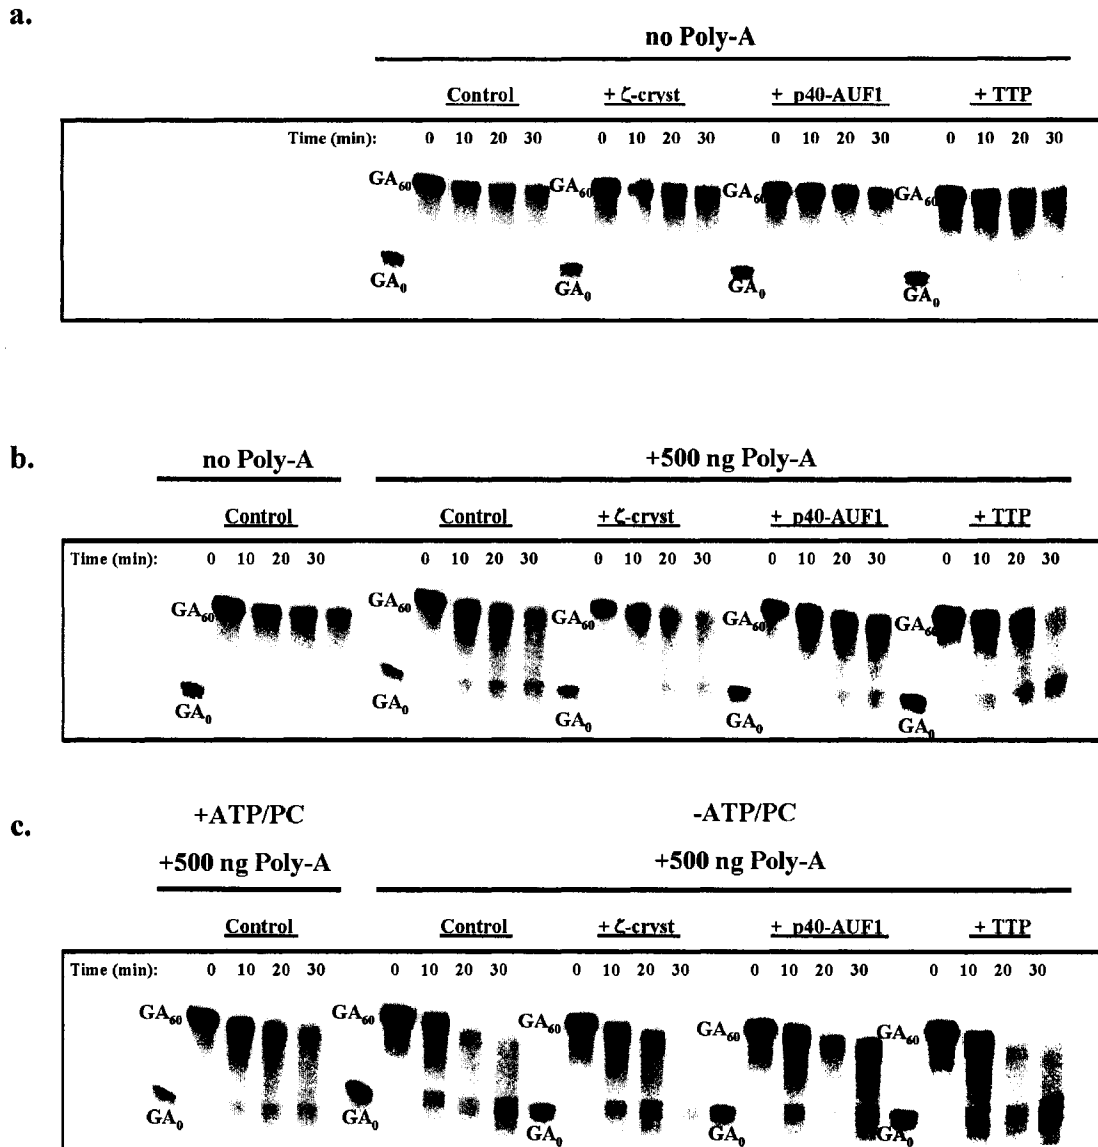 a.
no Poly-A
Control + ζ-cryst + p40-AUF1 + TTP
Time (min): 0 10 20 30 0 10 20 30 0 10 20 30 0 10 20 30
GA60 GA60 GA60 GA60
GA0 GA0 GA0 GA0
b.
no Poly-A +500 ng Poly-A
Control Control + ζ-cryst + p40-AUF1 + TTP
Time (min): 0 10 20 30 0 10 20 30 0 10 20 30 0 10 20 30 0 10 20 30
GA60 GA60 GA60 GA60 GA60
GA0 GA0 GA0 GA0 GA0
c.
+ATP/PC -ATP/PC
+500 ng Poly-A +500 ng Poly-A
Control Control + ζ-cryst + p40-AUF1 + TTP
Time (min): 0 10 20 30 0 10 20 30 0 10 20 30 0 10 20 30 0 10 20 30
GA60 GA60 GA60 GA60 GA60
GA0 GA0 GA0 GA0 GA0